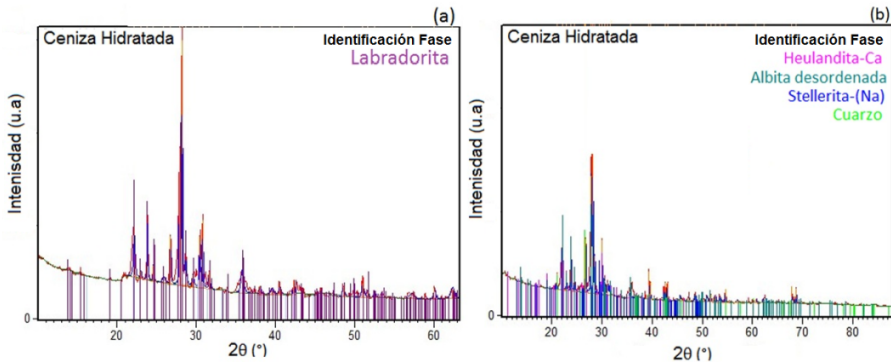 (a)
Ceniza Hidratada
Identificación Fase
Labradorita
Intenisdad (u.a)
0
20
30
40
50
60
2θ (°)
(b)
Ceniza Hidratada
Identificación Fase
Heulandita-Ca
Albita desordenada
Stellerita-(Na)
Cuarzo
Intenisdad (u.a)
0
20
30
40
50
60
70
80
2θ (°)